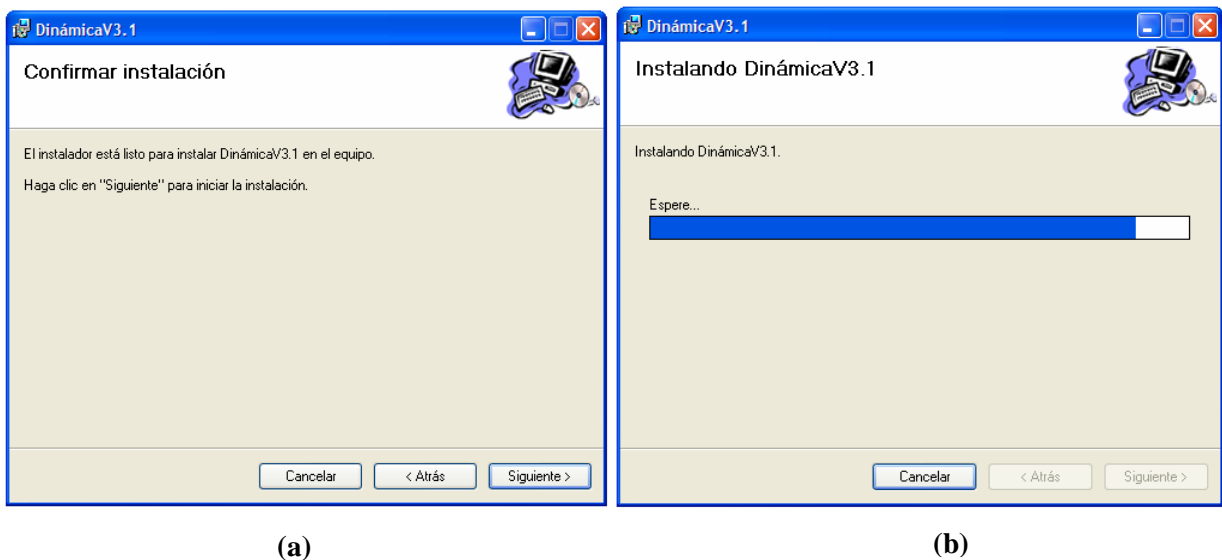 DinámicaV3.1
Confirmar instalación
El instalador está listo para instalar DinámicaV3.1 en el equipo.
Haga clic en "Siguiente" para iniciar la instalación.
Cancelar
< Atrás
Siguiente >
(a)
DinámicaV3.1
Instalando DinámicaV3.1
Instalando DinámicaV3.1.
Espere...
Cancelar
< Atrás
Siguiente >
(b)